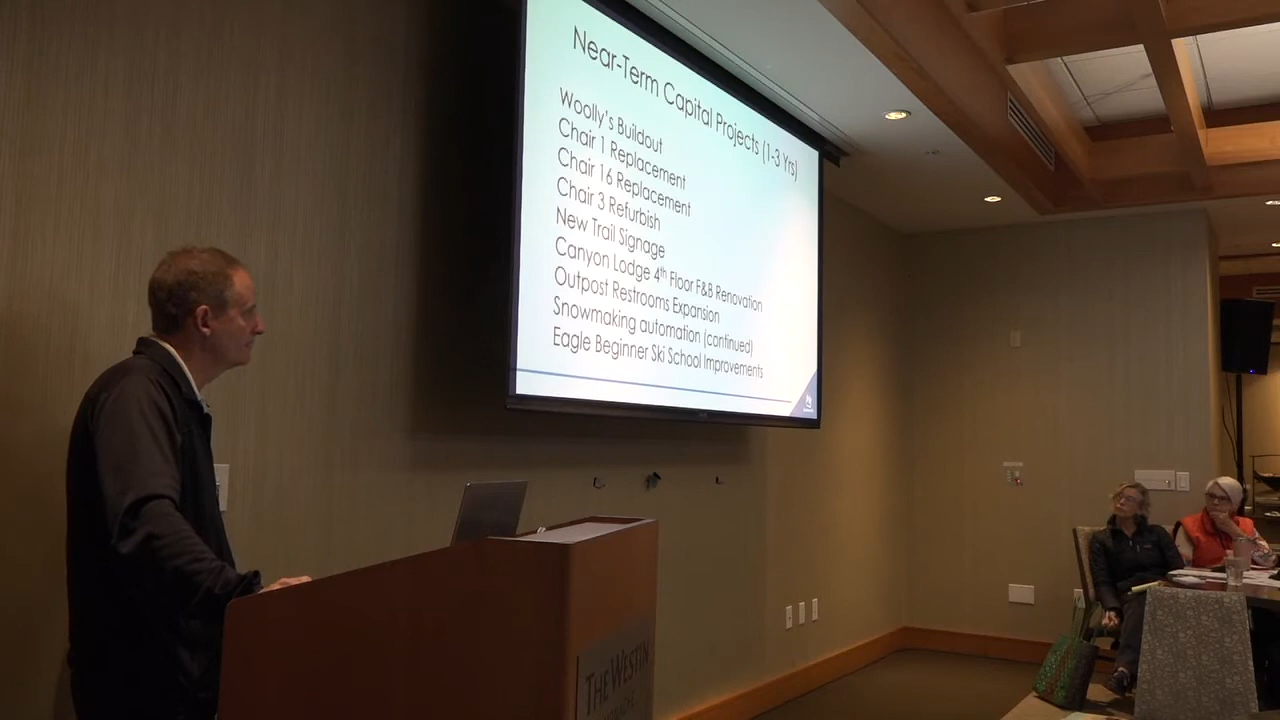 Near-Term Capital Projects (1-3 Yrs)
Woolly's Buildout
Chair 1 Replacement
Chair 16 Replacement
Chair 3 Refurbish
New Trail Signage
Canyon Lodge 4th Floor F&B Renovation
Outpost Restrooms Expansion
Snowmaking automation (continued)
Eagle Beginner Ski School Improvements
THE WESTIN